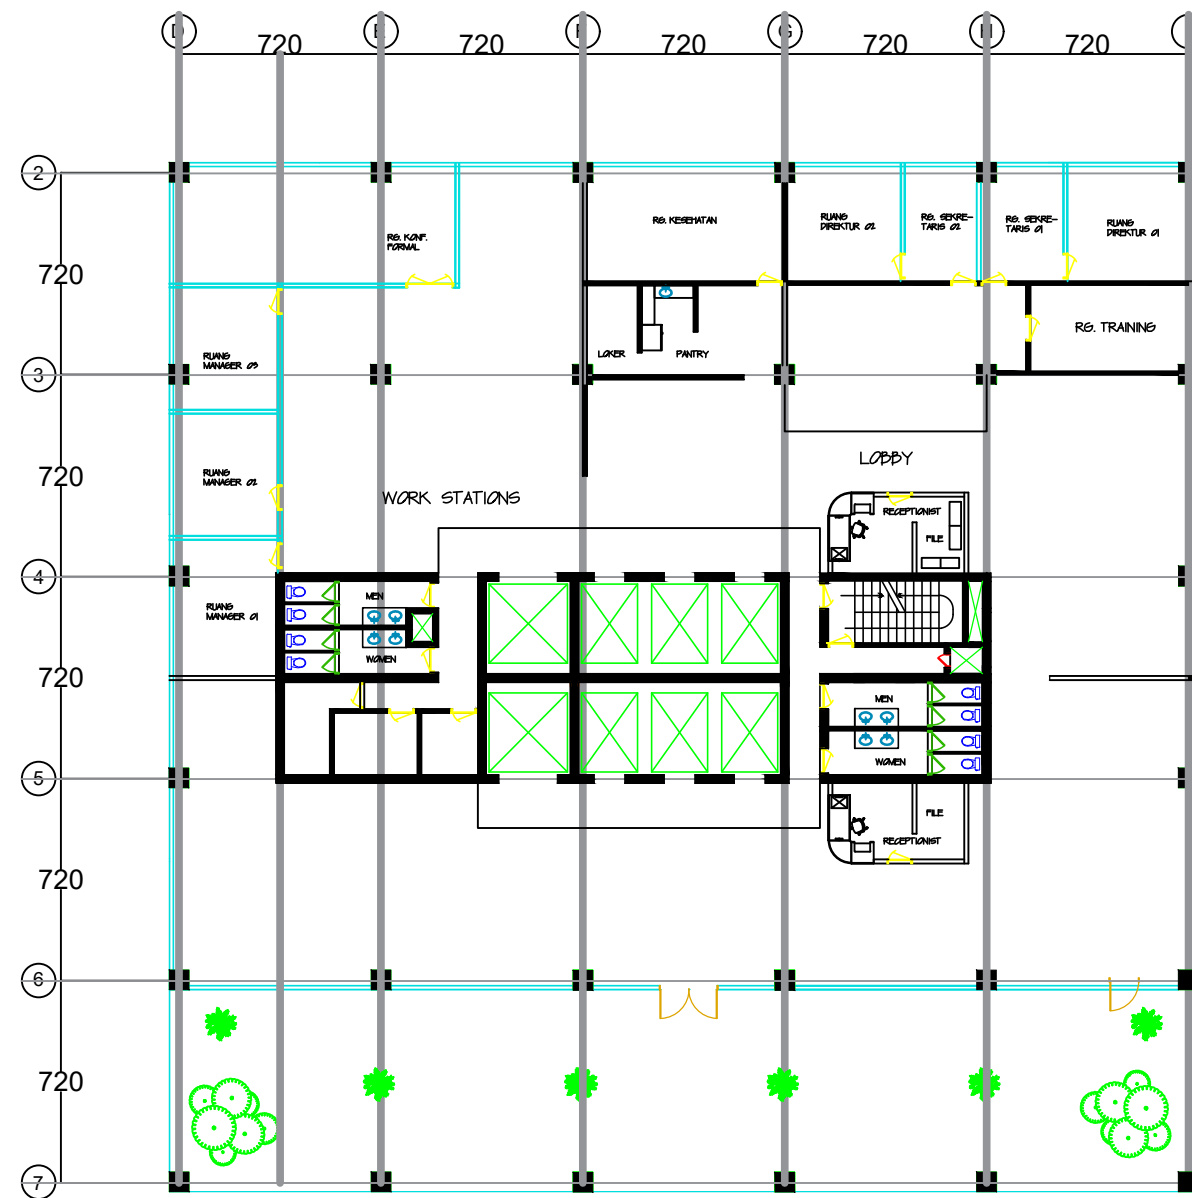 D E F G H
720 720 720 720 720
2
RG. KESEHATAN
RUANG
DIREKTUR 02
RG. SEKRE-
TARIS 02
RG. SEKRE-
TARIS 01
RUANG
DIREKTUR 01
RG. KONF.
FORMAL
720
RG. TRAINING
RUANG
MANAGER 03
LOKER
PANTRY
3
LOBBY
720
RUANG
MANAGER 02
WORK STATIONS
RECEPTIONIST
FILE
4
MEN
RUANG
MANAGER 01
WOMEN
720
MEN
WOMEN
5
FILE
RECEPTIONIST
720
6
720
7